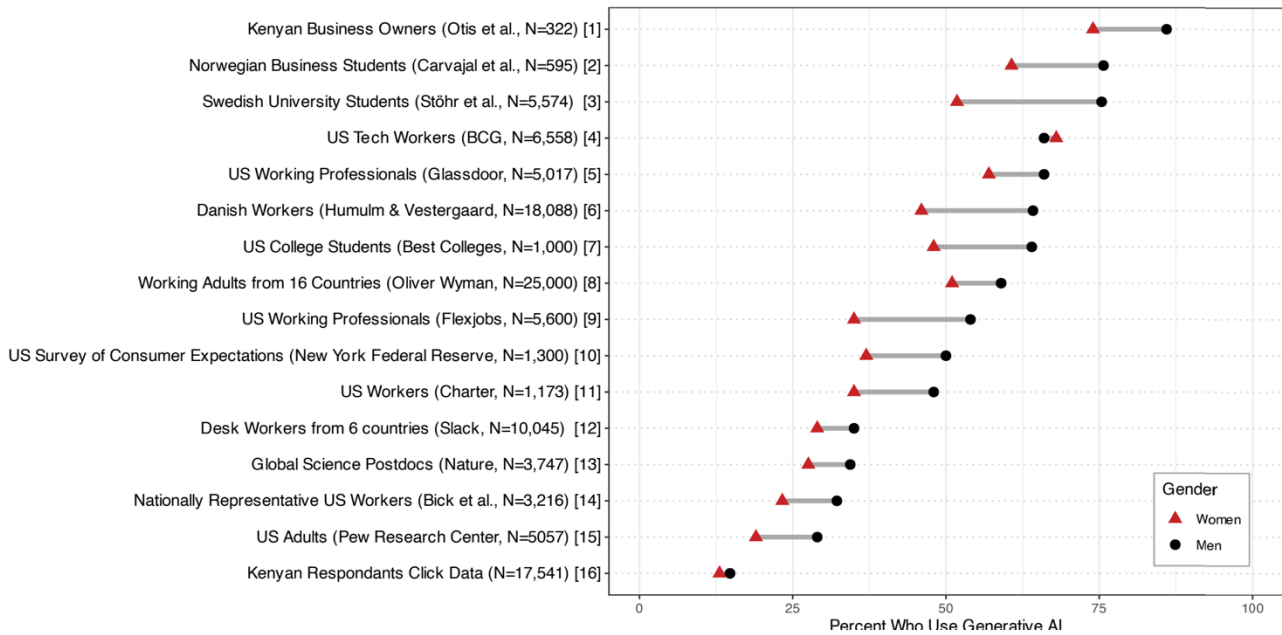 Kenyan Business Owners (Otis et al., N=322) [1]
Norwegian Business Students (Carvajal et al., N=595) [2]
Swedish University Students (Stöhr et al., N=5,574) [3]
US Tech Workers (BCG, N=6,558) [4]
US Working Professionals (Glassdoor, N=5,017) [5]
Danish Workers (Humulm & Vestergaard, N=18,088) [6]
US College Students (Best Colleges, N=1,000) [7]
Working Adults from 16 Countries (Oliver Wyman, N=25,000) [8]
US Working Professionals (Flexjobs, N=5,600) [9]
US Survey of Consumer Expectations (New York Federal Reserve, N=1,300) [10]
US Workers (Charter, N=1,173) [11]
Desk Workers from 6 countries (Slack, N=10,045) [12]
Global Science Postdocs (Nature, N=3,747) [13]
Nationally Representative US Workers (Bick et al., N=3,216) [14]
US Adults (Pew Research Center, N=5057) [15]
Kenyan Respondants Click Data (N=17,541) [16]
Gender
Women
Men
0 25 50 75 100
Percent Who Use Generative AI